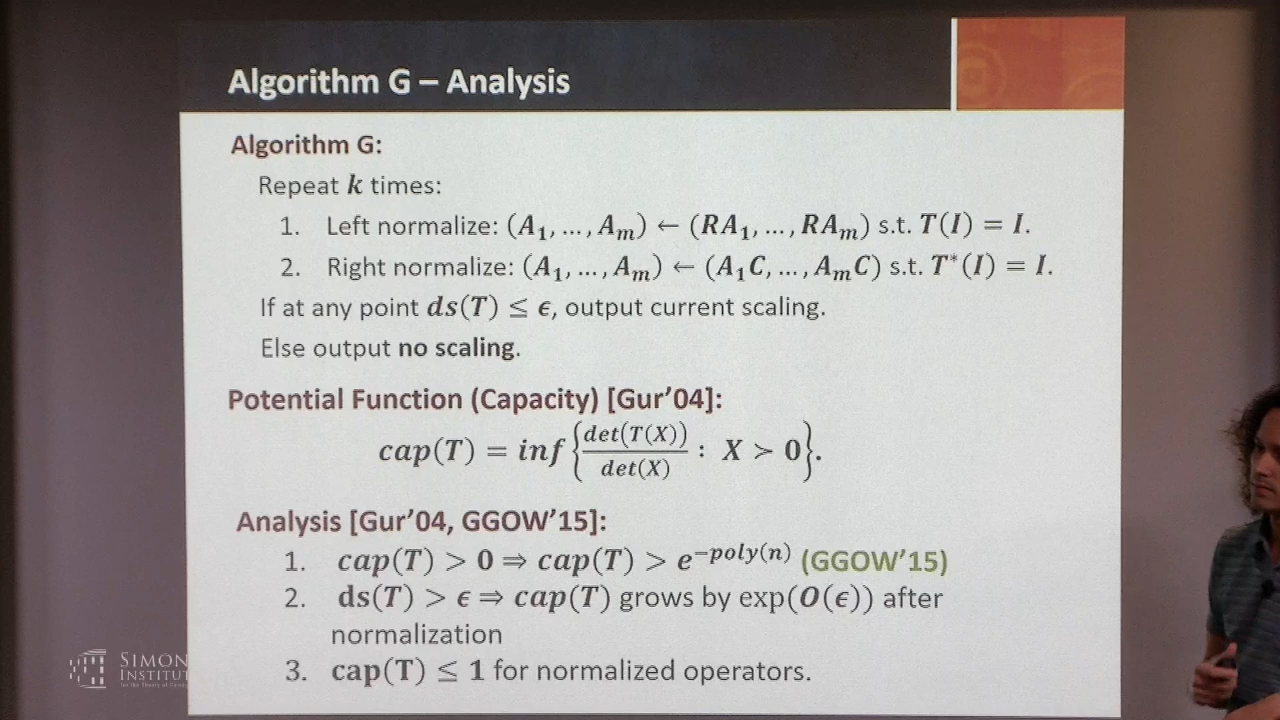 Algorithm G – Analysis
Algorithm G:
Repeat k times:
1. Left normalize: (A₁, …, Aₘ) ← (RA₁, …, RAₘ) s.t. T(I) = I.
2. Right normalize: (A₁, …, Aₘ) ← (A₁C, …, AₘC) s.t. T*(I) = I.
If at any point ds(T) ≤ ϵ, output current scaling.
Else output no scaling.
Potential Function (Capacity) [Gur’04]:
cap(T) = inf { det(T(X)) / det(X) : X ≻ 0 }.
Analysis [Gur’04, GGOW’15]:
1. cap(T) > 0 ⇒ cap(T) > e^{-poly(n)} (GGOW’15)
2. ds(T) > ϵ ⇒ cap(T) grows by exp(O(ϵ)) after
normalization
3. cap(T) ≤ 1 for normalized operators.
SIMON
INSTITUT